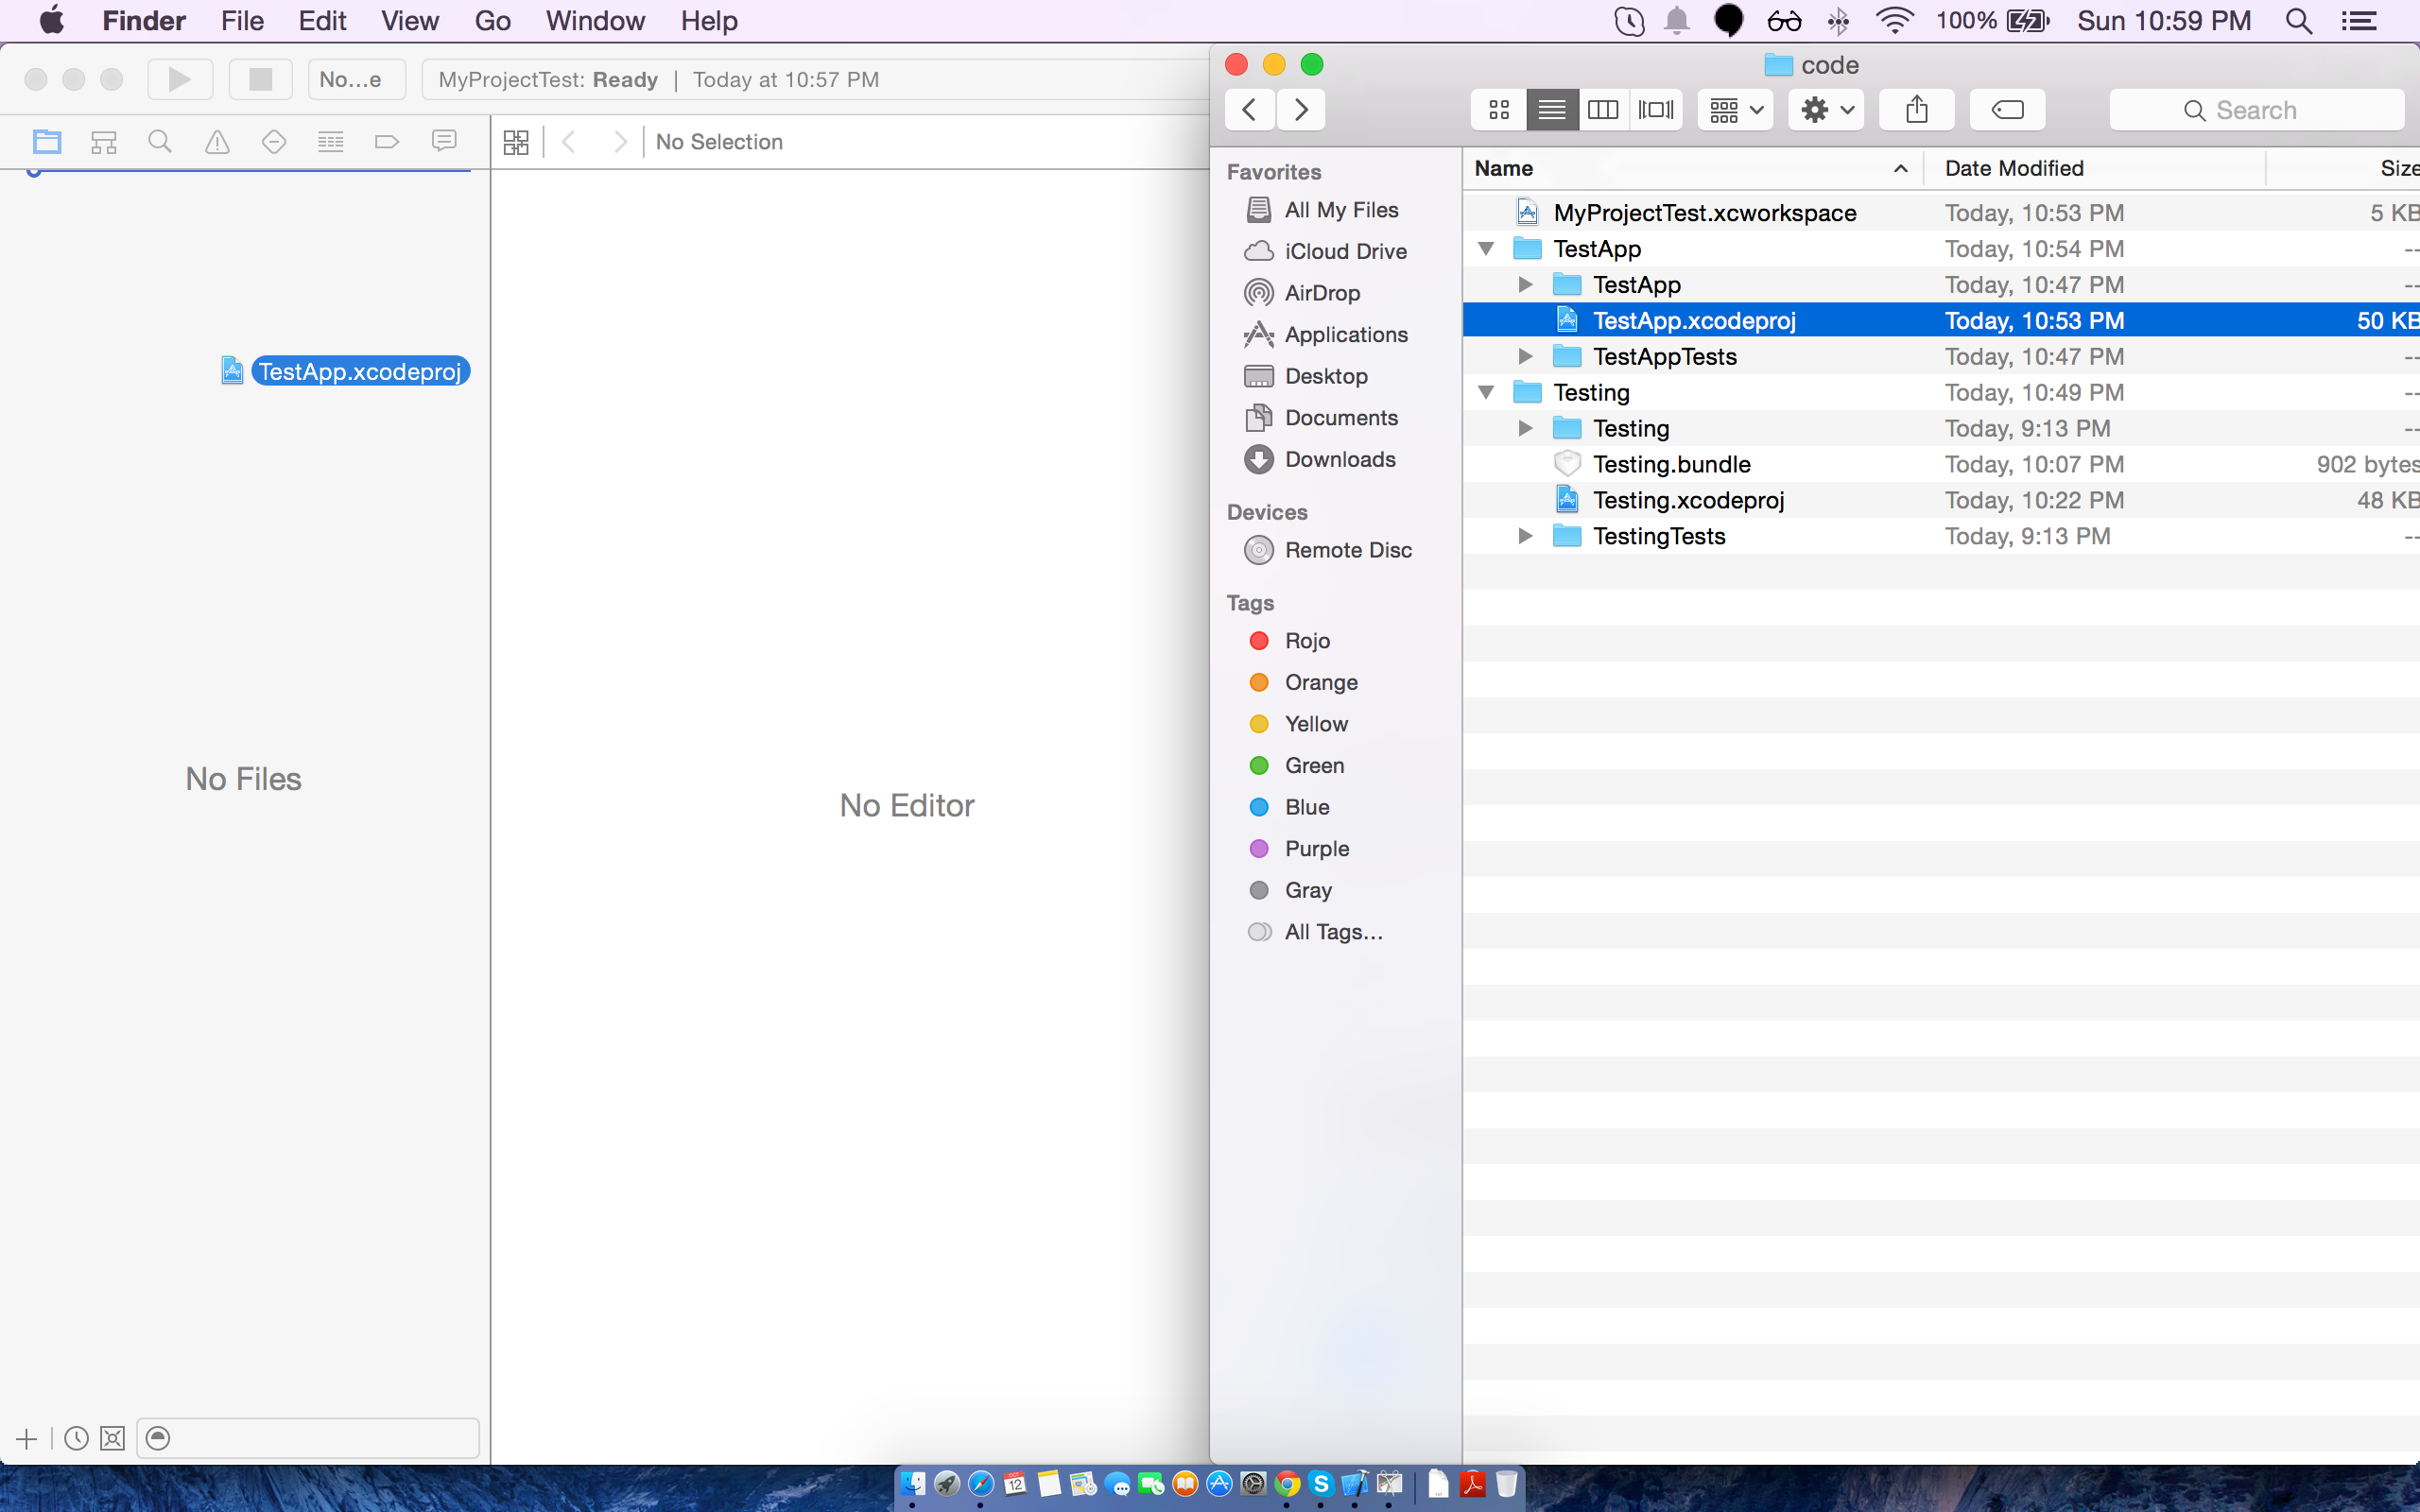 Finder File Edit View Go Window Help 100% Sun 10:59 PM
No...e MyProjectTest: Ready | Today at 10:57 PM
No Selection
TestApp.xcodeproj
No Files
No Editor
code
Search
Favorites
All My Files
iCloud Drive
AirDrop
Applications
Desktop
Documents
Downloads
Devices
Remote Disc
Tags
Rojo
Orange
Yellow
Green
Blue
Purple
Gray
All Tags...
Name Date Modified Size
MyProjectTest.xcworkspace Today, 10:53 PM 5 KB
TestApp Today, 10:54 PM --
TestApp Today, 10:47 PM --
TestApp.xcodeproj Today, 10:53 PM 50 KB
TestAppTests Today, 10:47 PM --
Testing Today, 10:49 PM --
Testing Today, 9:13 PM --
Testing.bundle Today, 10:07 PM 902 bytes
Testing.xcodeproj Today, 10:22 PM 48 KB
TestingTests Today, 9:13 PM --
OCT
12